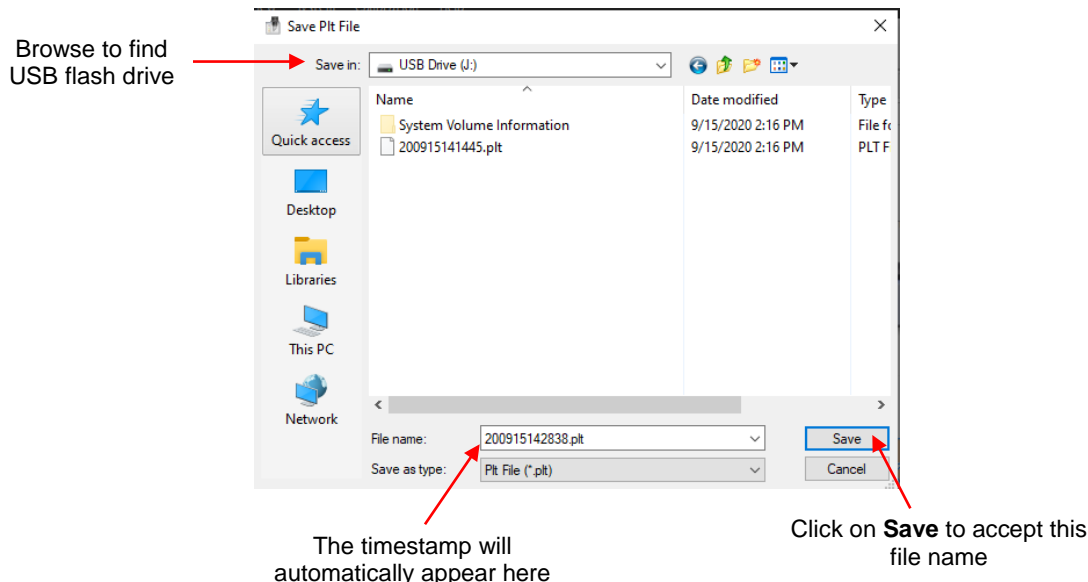 Save Plt File
Browse to find
USB flash drive
Save in:
USB Drive (J:)
Name
Date modified
Type
System Volume Information
9/15/2020 2:16 PM
File fo
200915141445.plt
9/15/2020 2:16 PM
PLT F
Quick access
Desktop
Libraries
This PC
Network
File name:
200915142838.plt
Save
Save as type:
Plt File (*.plt)
Cancel
The timestamp will
automatically appear here
Click on Save to accept this
file name